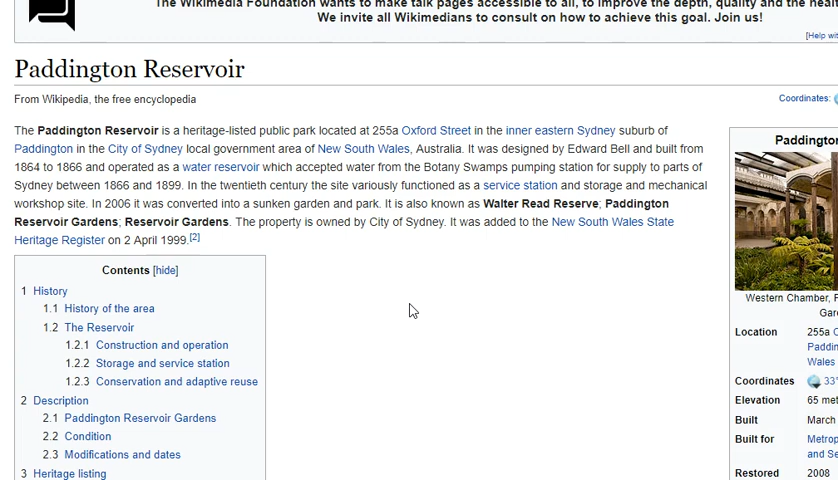 The Wikimedia Foundation wants to make talk pages accessible to all, to improve the depth, quality and the
We invite all Wikimedians to consult on how to achieve this goal. Join us!
[Help
Paddington Reservoir
From Wikipedia, the free encyclopedia
Coordinates:
The Paddington Reservoir is a heritage-listed public park located at 255a Oxford Street in the inner eastern Sydney suburb of
Paddington in the City of Sydney local government area of New South Wales, Australia. It was designed by Edward Bell and built from
1864 to 1866 and operated as a water reservoir which accepted water from the Botany Swamps pumping station for supply to parts of
Sydney between 1866 and 1899. In the twentieth century the site variously functioned as a service station and storage and mechanical
workshop site. In 2006 it was converted into a sunken garden and park. It is also known as Walter Read Reserve; Paddington
Reservoir Gardens; Reservoir Gardens. The property is owned by City of Sydney. It was added to the New South Wales State
Heritage Register on 2 April 1999.[2]
Contents [hide]
1 History
1.1 History of the area
1.2 The Reservoir
1.2.1 Construction and operation
1.2.2 Storage and service station
1.2.3 Conservation and adaptive reuse
2 Description
2.1 Paddington Reservoir Gardens
2.2 Condition
2.3 Modifications and dates
3 Heritage listing
Western Chamber,
Location 255a
Wales
Coordinates 33°
Elevation 65
Built March
Built for
and
Restored 2008